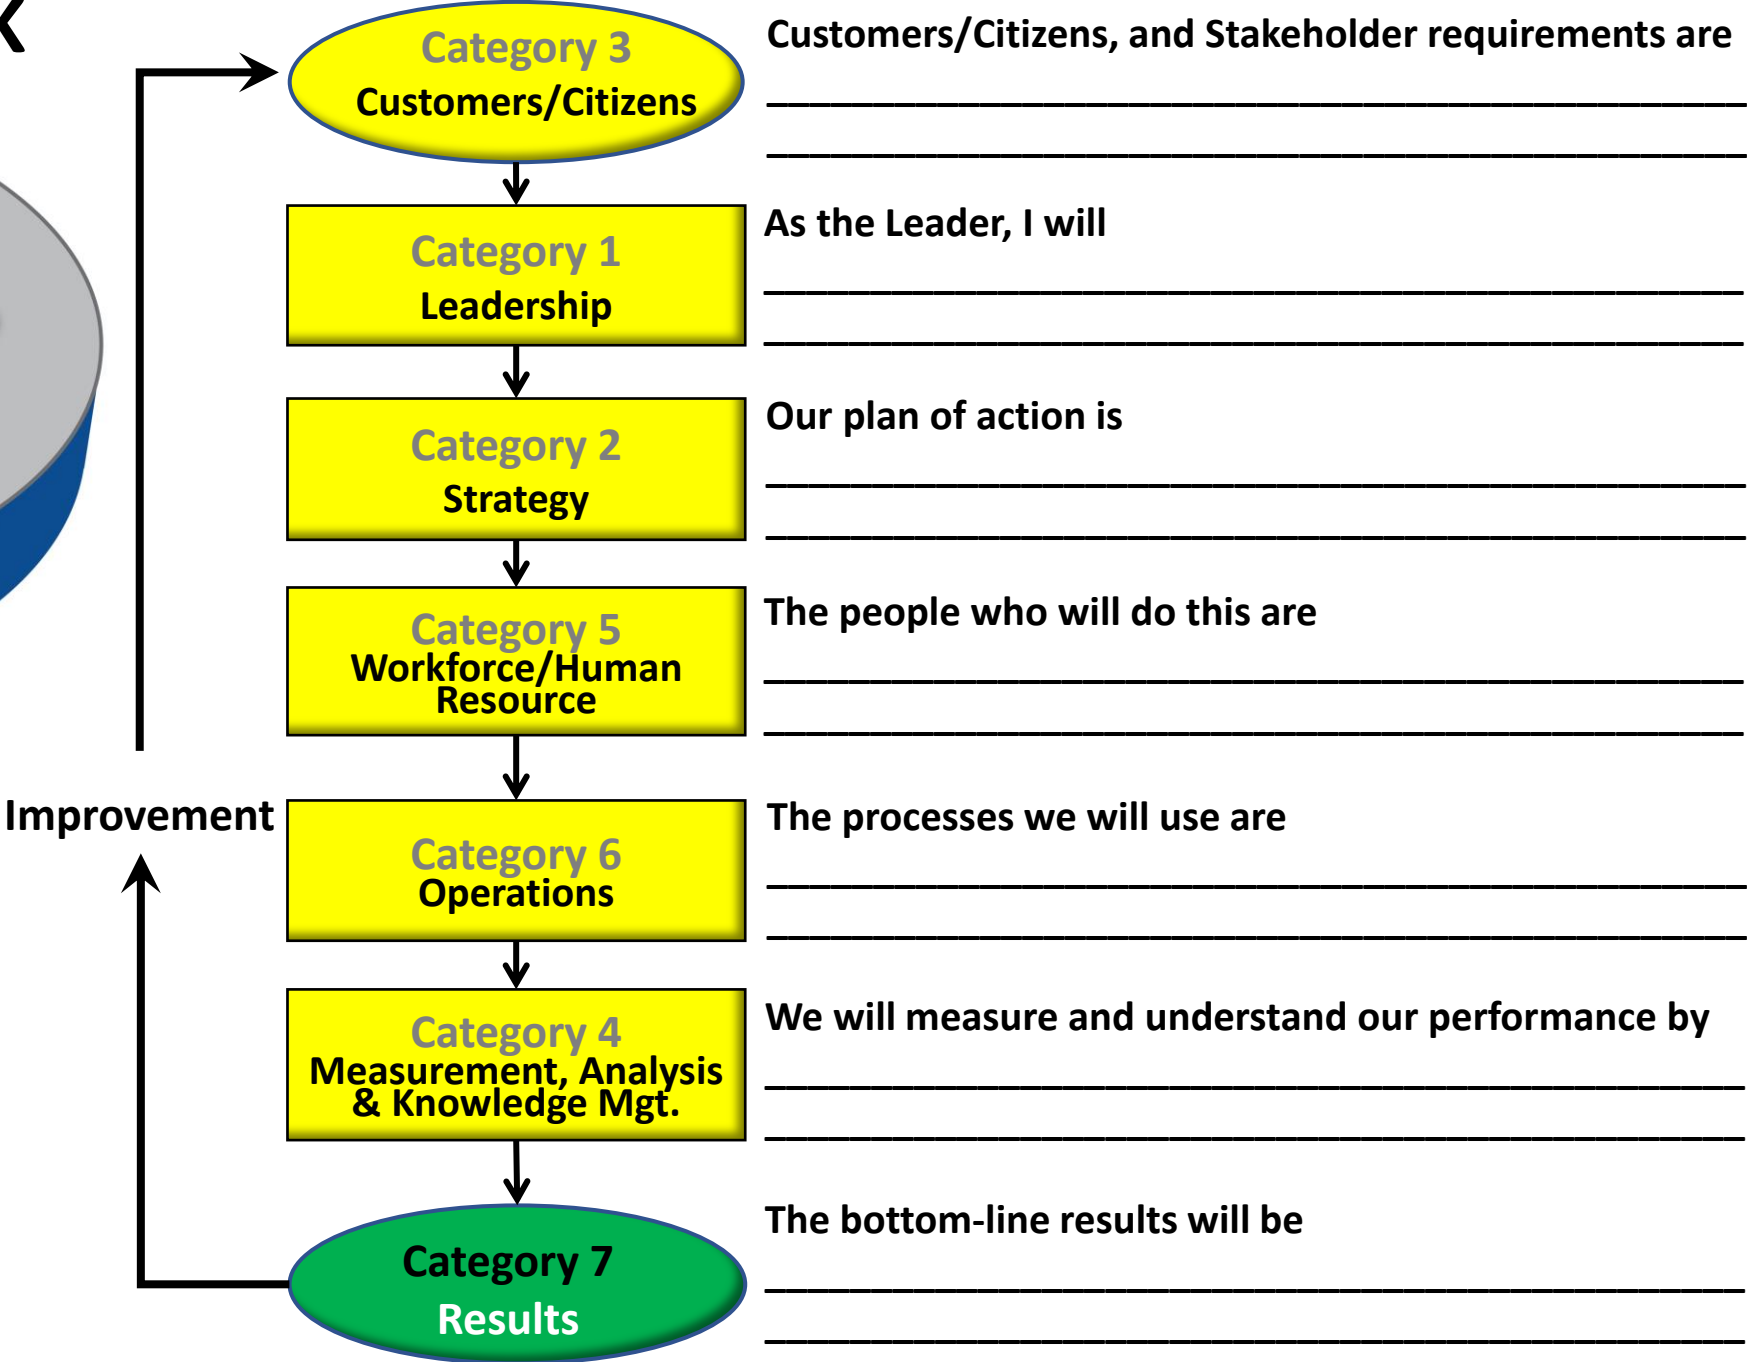 Category 3
Customers/Citizens
Customers/Citizens, and Stakeholder requirements are
Category 1
Leadership
As the Leader, I will
Category 2
Strategy
Our plan of action is
Category 5
Workforce/Human
Resource
The people who will do this are
Improvement
Category 6
Operations
The processes we will use are
Category 4
Measurement, Analysis
& Knowledge Mgt.
We will measure and understand our performance by
Category 7
Results
The bottom-line results will be